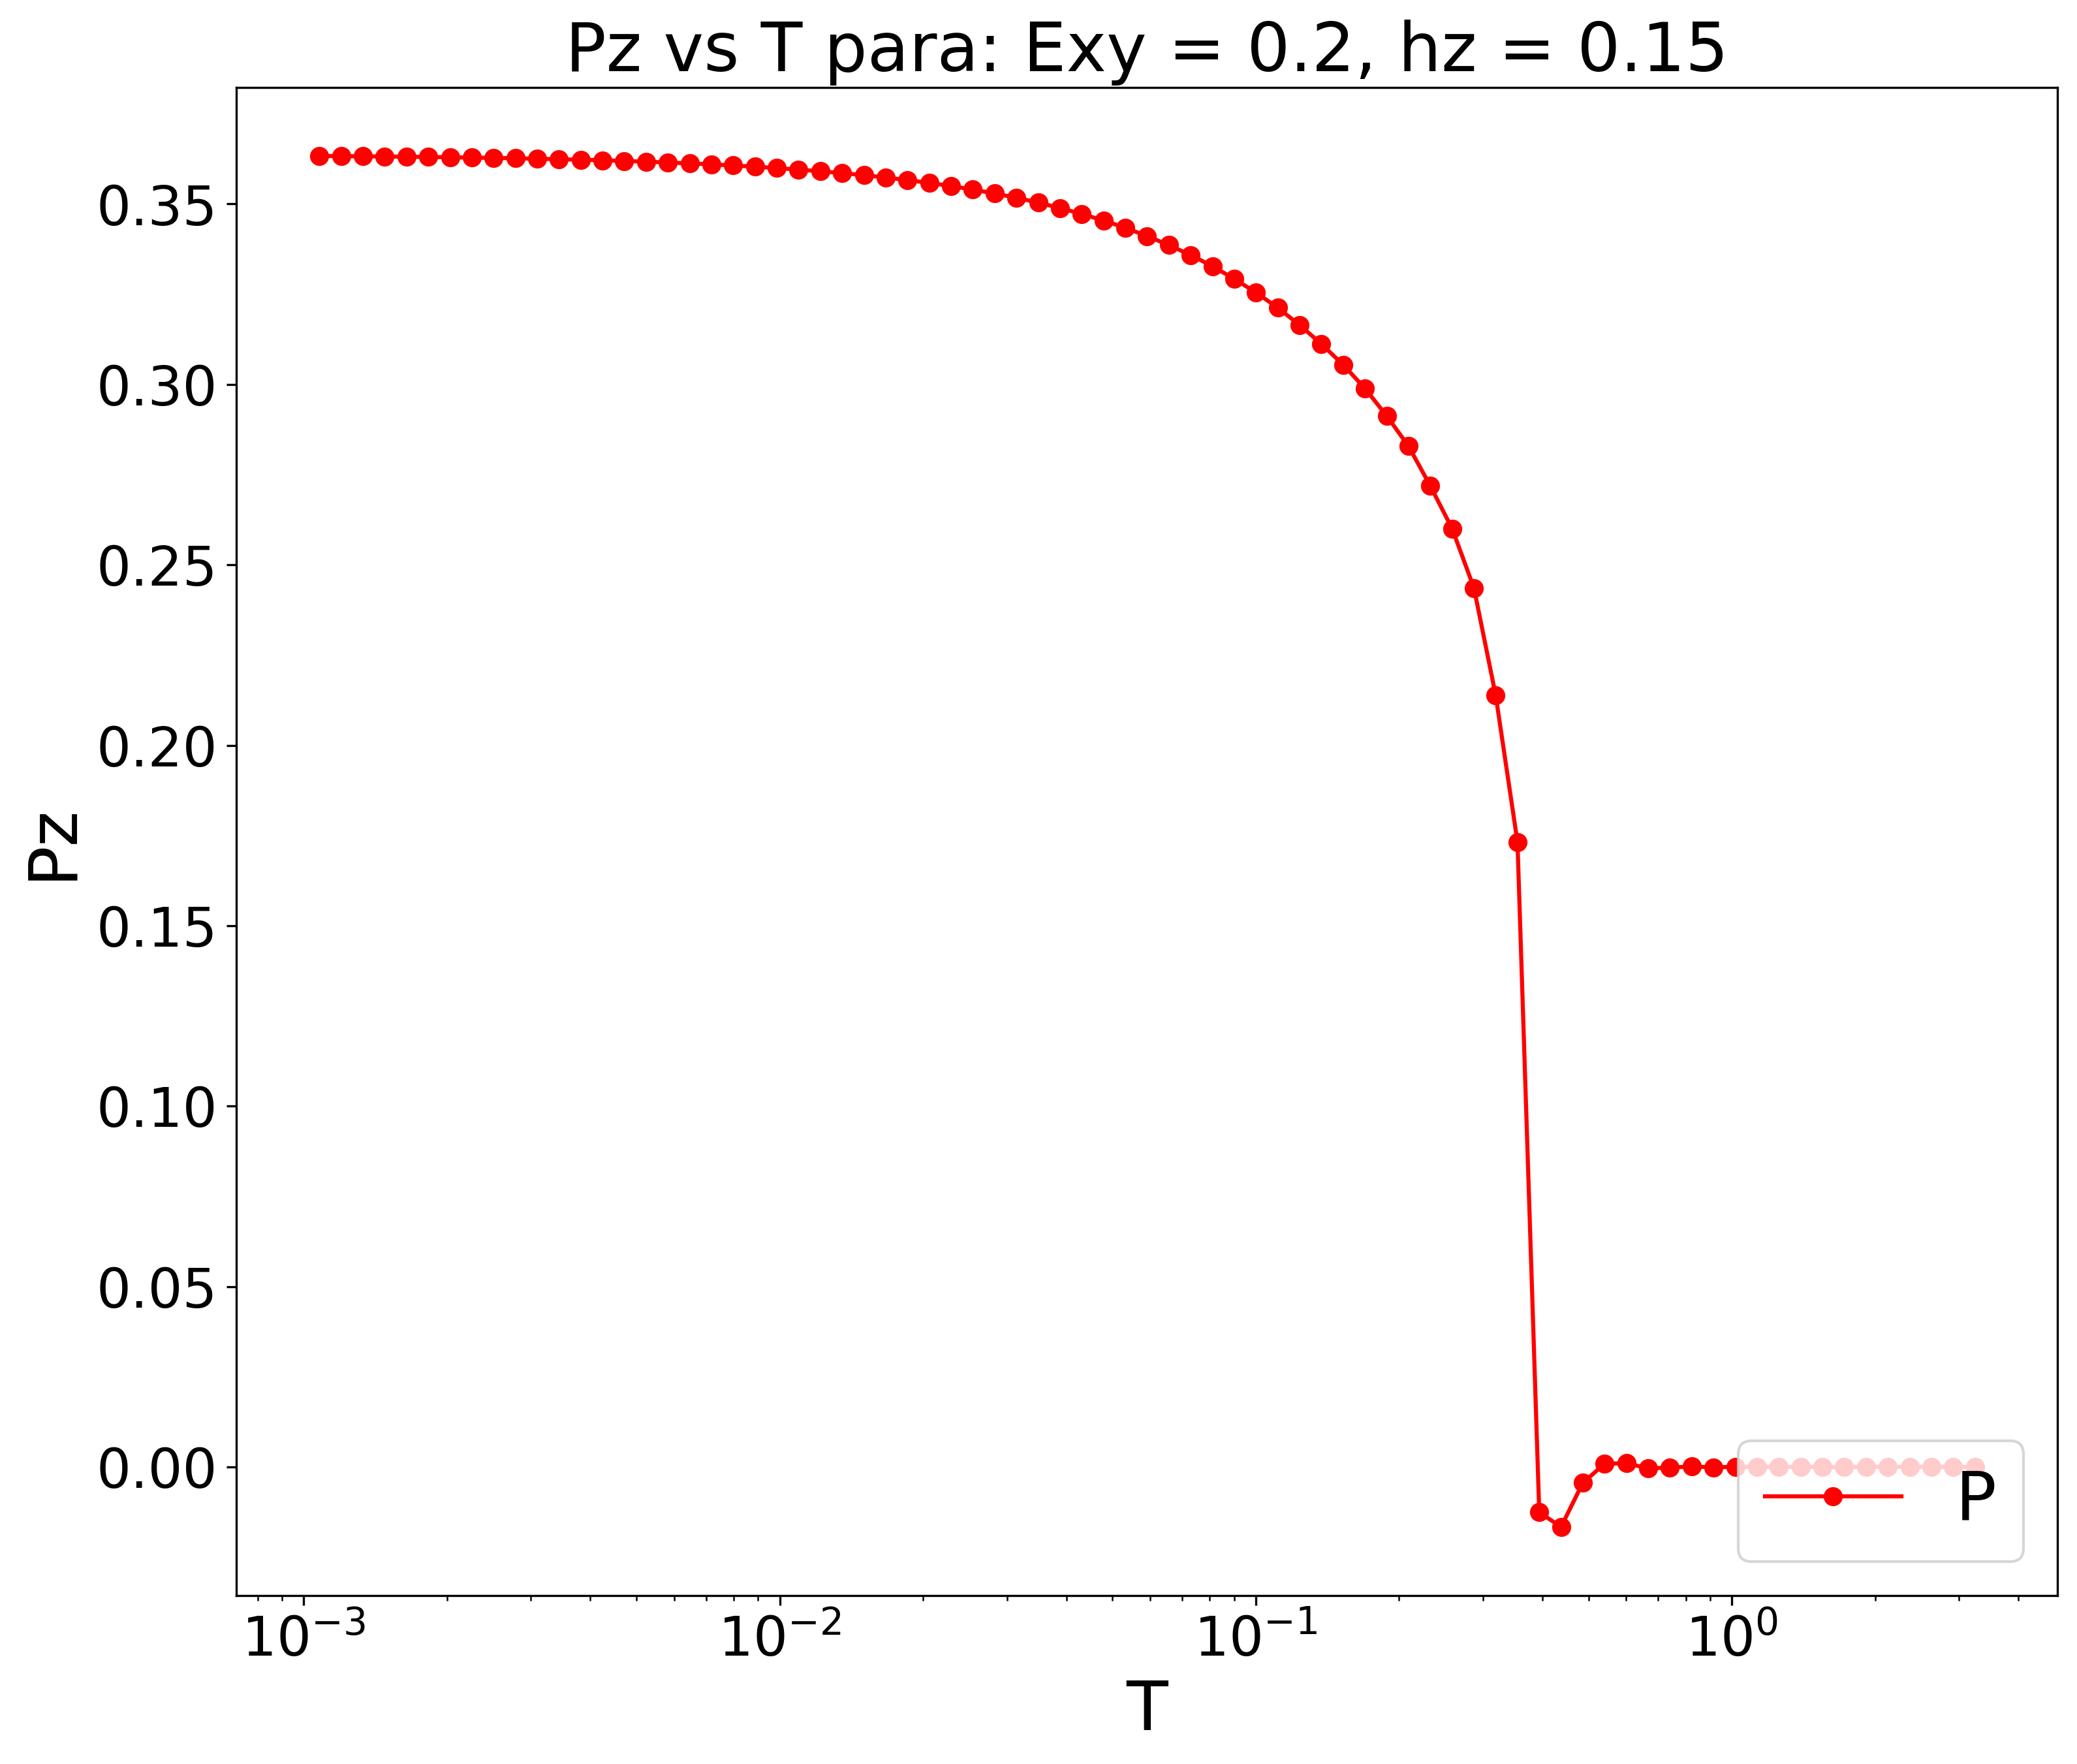 Pz vs T para: Exy = 0.2, hz = 0.15
Pz
0.35
0.30
0.25
0.20
0.15
0.10
0.05
0.00
P
10⁻³ 10⁻² 10⁻¹ 10⁰
T